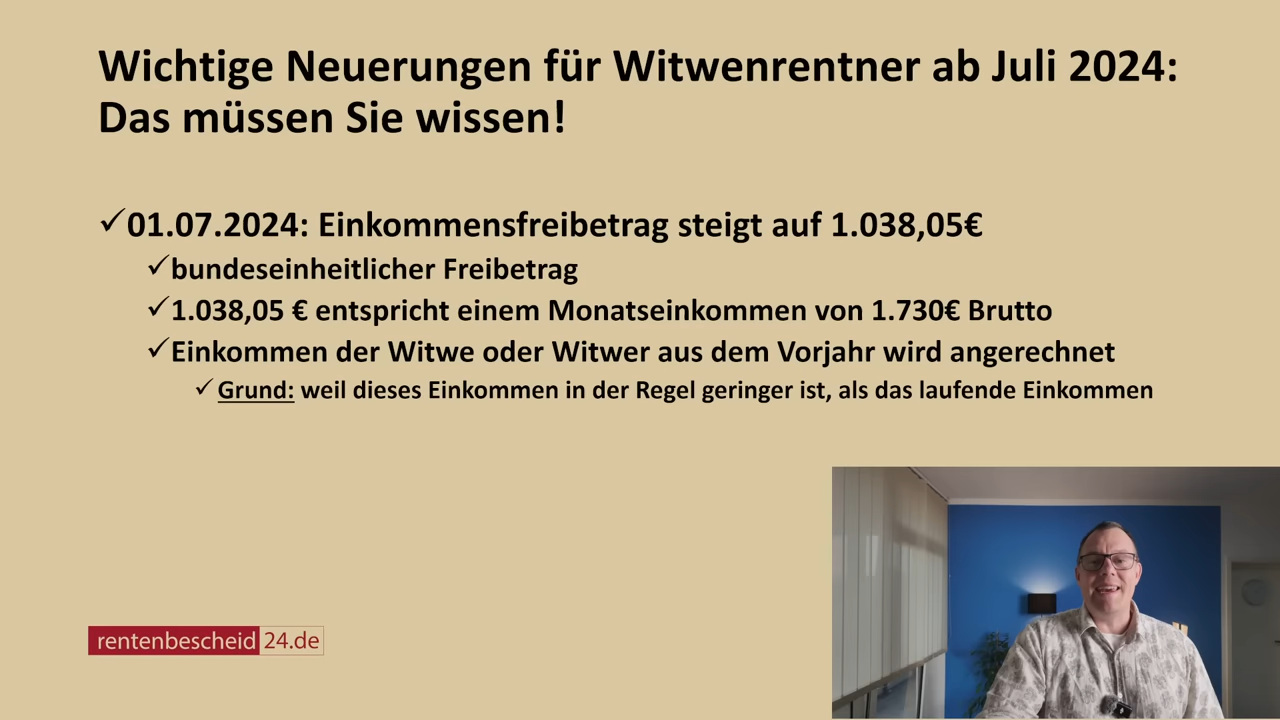 Wichtige Neuerungen für Witwenrentner ab Juli 2024:
Das müssen Sie wissen!
✓01.07.2024: Einkommensfreibetrag steigt auf 1.038,05€
✓bundeseinheitlicher Freibetrag
✓1.038,05 € entspricht einem Monatseinkommen von 1.730€ Brutto
✓Einkommen der Witwe oder Witwer aus dem Vorjahr wird angerechnet
✓Grund: weil dieses Einkommen in der Regel geringer ist, als das laufende Einkommen
rentenbescheid 24.de